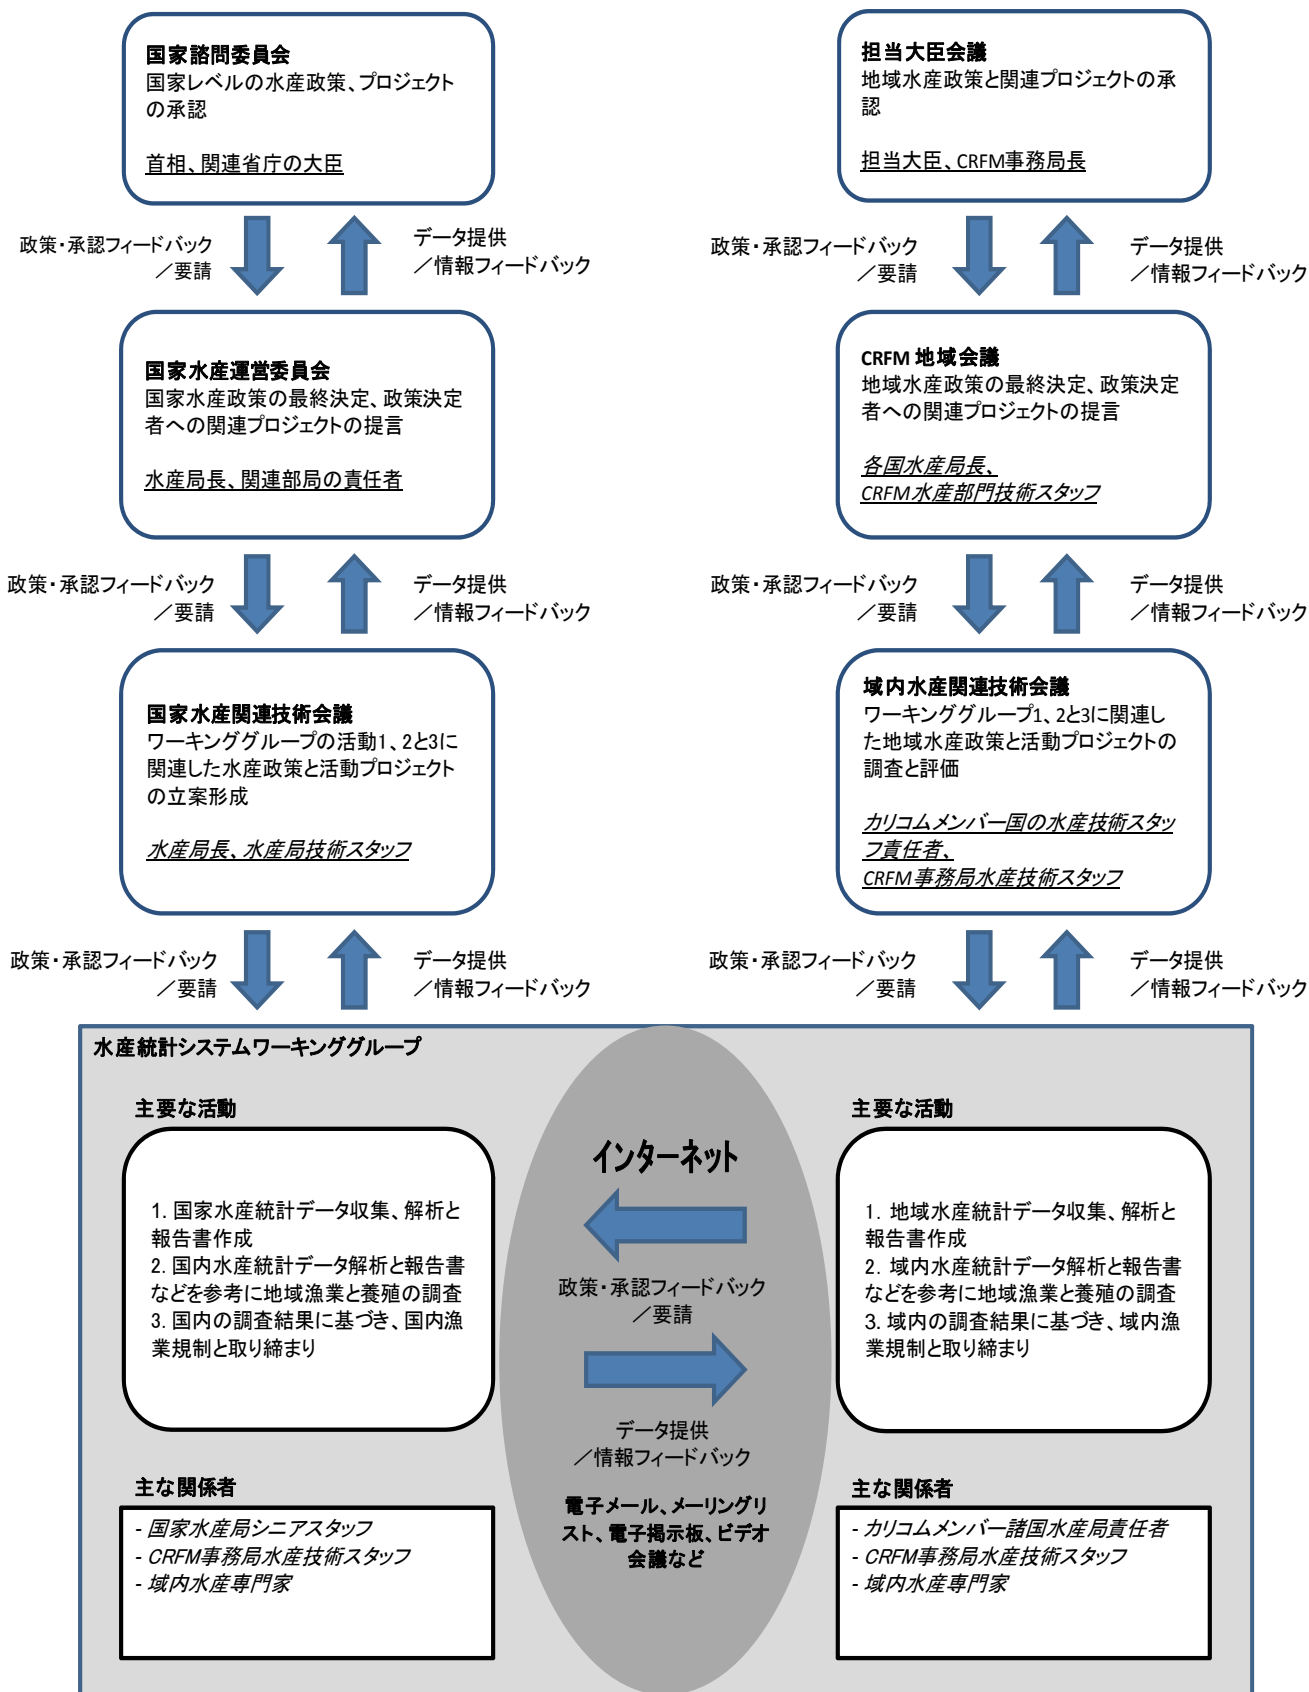 国家諮問委員会
国家レベルの水産政策、プロジェクト
の承認
首相、関連省庁の大臣
担当大臣会議
地域水産政策と関連プロジェクトの承
認
担当大臣、CRFM事務局長
政策・承認フィードバック
／要請
データ提供
／情報フィードバック
政策・承認フィードバック
／要請
データ提供
／情報フィードバック
国家水産運営委員会
国家水産政策の最終決定、政策決定
者への関連プロジェクトの提言
水産局長、関連部局の責任者
CRFM 地域会議
地域水産政策の最終決定、政策決定
者への関連プロジェクトの提言
各国水産局長、
CRFM水産部門技術スタッフ
政策・承認フィードバック
／要請
データ提供
／情報フィードバック
政策・承認フィードバック
／要請
データ提供
／情報フィードバック
国家水産関連技術会議
ワーキンググループの活動1、2と3に
関連した水産政策と活動プロジェクト
の立案形成
水産局長、水産局技術スタッフ
域内水産関連技術会議
ワーキンググループ1、2と3に関連し
た地域水産政策と活動プロジェクトの
調査と評価
カリコムメンバー国の水産技術スタッ
フ責任者、
CRFM事務局水産技術スタッフ
政策・承認フィードバック
／要請
データ提供
／情報フィードバック
政策・承認フィードバック
／要請
データ提供
／情報フィードバック
水産統計システムワーキンググループ
主要な活動
1. 国家水産統計データ収集、解析と
報告書作成
2. 国内水産統計データ解析と報告書
などを参考に地域漁業と養殖の調査
3. 国内の調査結果に基づき、国内漁
業規制と取り締まり
主な関係者
- 国家水産局シニアスタッフ
- CRFM事務局水産技術スタッフ
- 域内水産専門家
インターネット
政策・承認フィードバック
／要請
データ提供
／情報フィードバック
電子メール、メーリングリ
スト、電子掲示板、ビデオ
会議など
主要な活動
1. 地域水産統計データ収集、解析と
報告書作成
2. 域内水産統計データ解析と報告書
などを参考に地域漁業と養殖の調査
3. 域内の調査結果に基づき、域内漁
業規制と取り締まり
主な関係者
- カリコムメンバー諸国水産局責任者
- CRFM事務局水産技術スタッフ
- 域内水産専門家